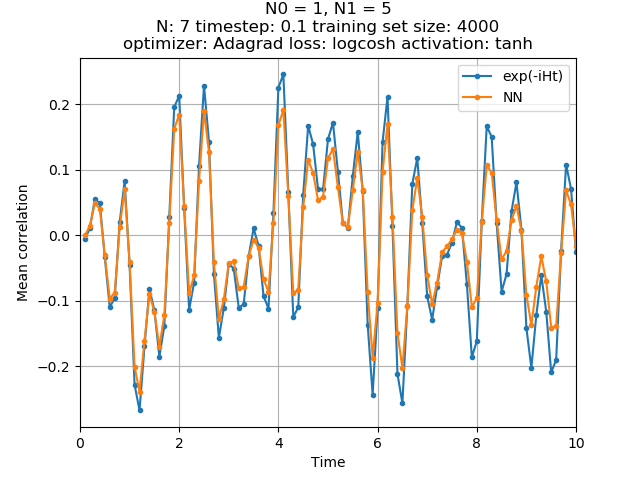 N0 = 1, N1 = 5
N: 7 timestep: 0.1 training set size: 4000
optimizer: Adagrad loss: logcosh activation: tanh
exp(-iHt)
NN
Mean correlation
0.2
0.1
0.0
−0.1
−0.2
0 2 4 6 8 10
Time